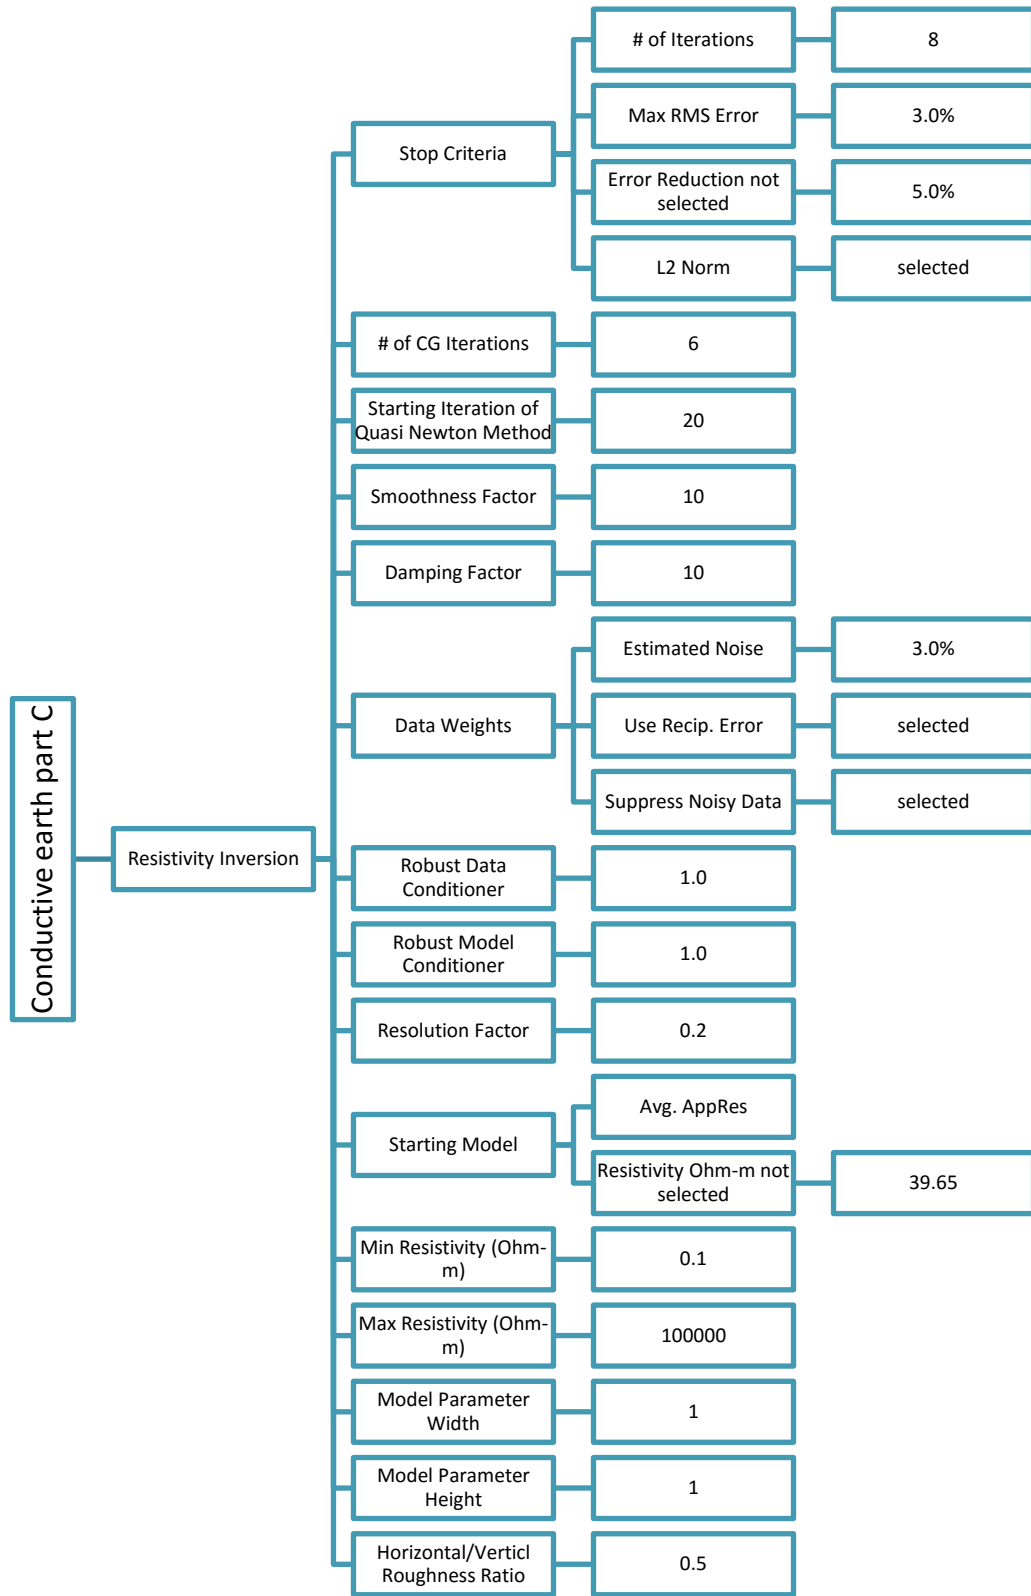 Conductive earth part C
Resistivity Inversion
Stop Criteria
# of Iterations
8
Max RMS Error
3.0%
Error Reduction not
selected
5.0%
L2 Norm
selected
# of CG Iterations
6
Starting Iteration of
Quasi Newton Method
20
Smoothness Factor
10
Damping Factor
10
Data Weights
Estimated Noise
3.0%
Use Recip. Error
selected
Suppress Noisy Data
selected
Robust Data
Conditioner
1.0
Robust Model
Conditioner
1.0
Resolution Factor
0.2
Starting Model
Avg. AppRes
Resistivity Ohm-m not
selected
39.65
Min Resistivity (Ohm-
m)
0.1
Max Resistivity (Ohm-
m)
100000
Model Parameter
Width
1
Model Parameter
Height
1
Horizontal/Verticl
Roughness Ratio
0.5